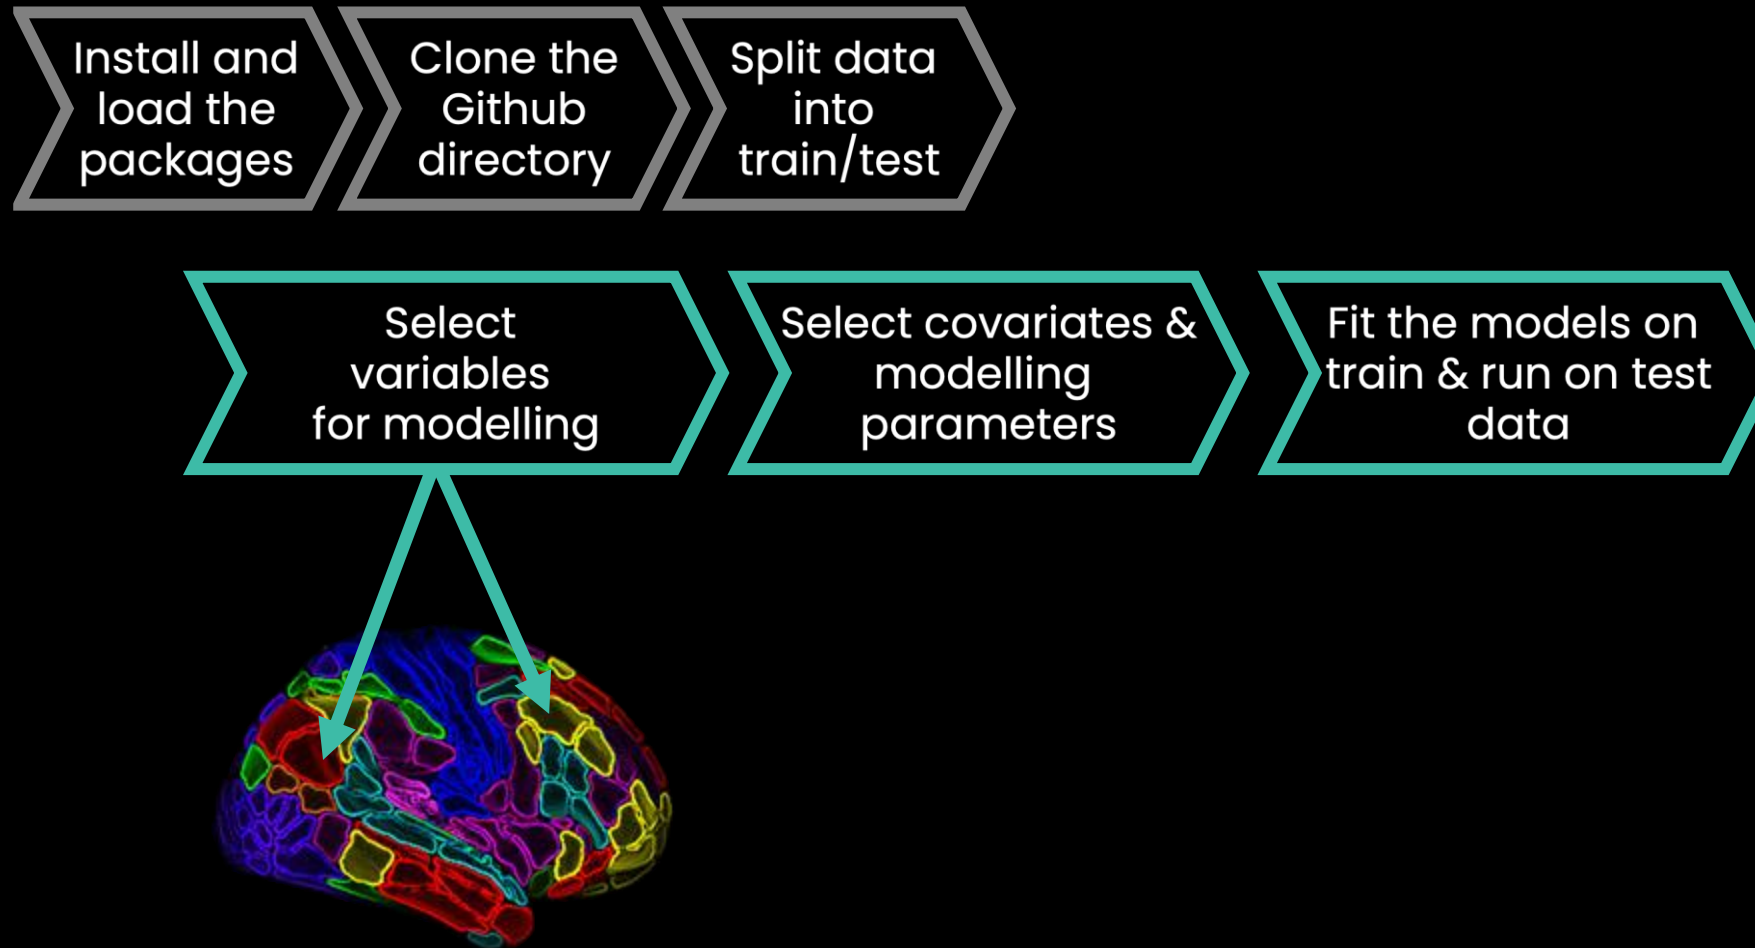 Install and
load the
packages
Clone the
Github
directory
Split data
into
train/test
Select
variables
for modelling
Select covariates &
modelling
parameters
Fit the models on
train & run on test
data